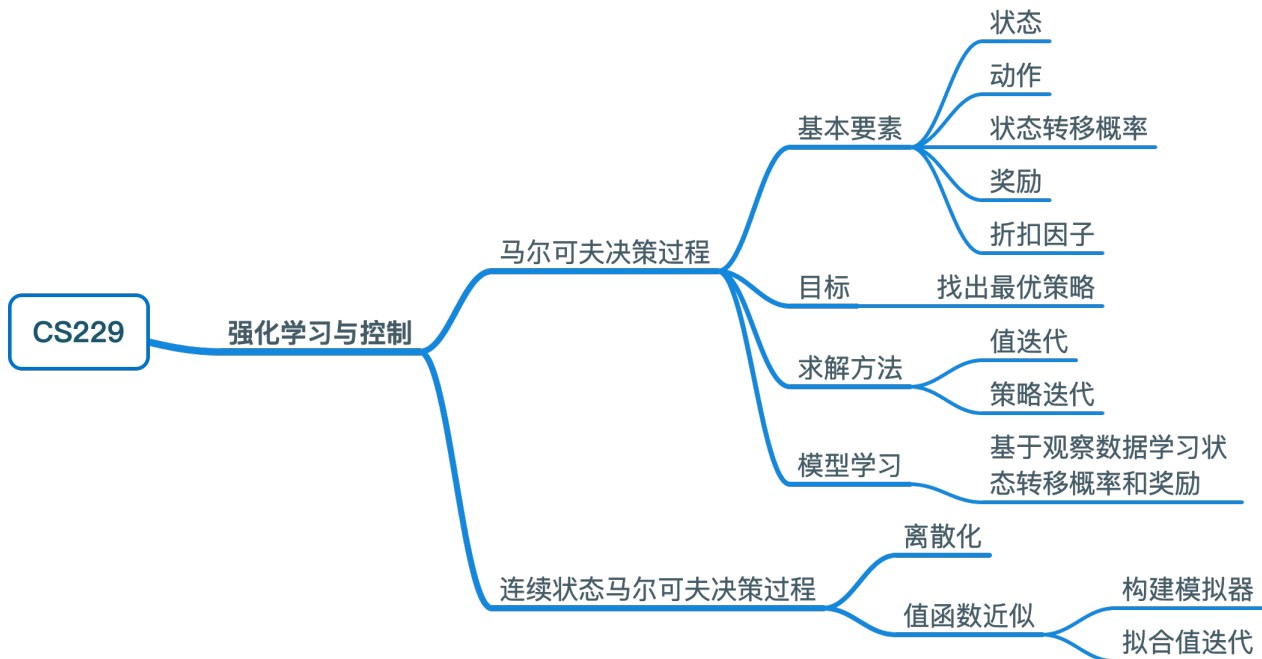 CS229
强化学习与控制
马尔可夫决策过程
基本要素
状态
动作
状态转移概率
奖励
折扣因子
目标
找出最优策略
求解方法
值迭代
策略迭代
模型学习
基于观察数据学习状
态转移概率和奖励
连续状态马尔可夫决策过程
离散化
值函数近似
构建模拟器
拟合值迭代